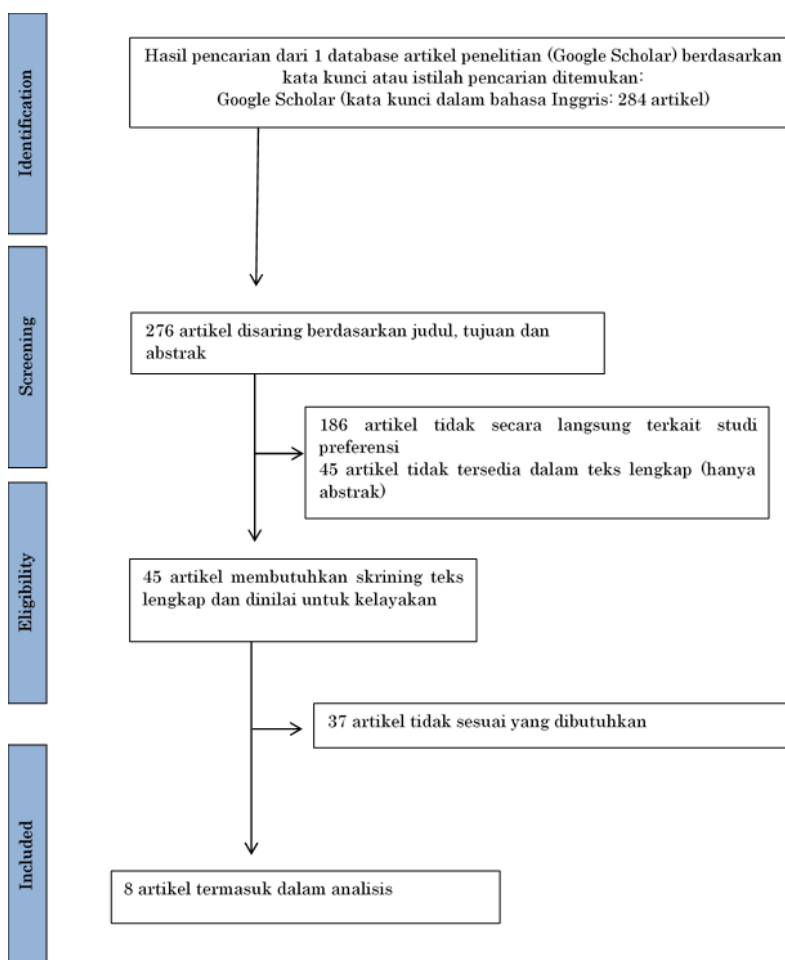 Identification
Hasil pencarian dari 1 database artikel penelitian (Google Scholar) berdasarkan
kata kunci atau istilah pencarian ditemukan:
Google Scholar (kata kunci dalam bahasa Inggris: 284 artikel)
Screening
276 artikel disaring berdasarkan judul, tujuan dan
abstrak
186 artikel tidak secara langsung terkait studi
preferensi
45 artikel tidak tersedia dalam teks lengkap (hanya
abstrak)
Eligibility
45 artikel membutuhkan skrining teks
lengkap dan dinilai untuk kelayakan
37 artikel tidak sesuai yang dibutuhkan
Included
8 artikel termasuk dalam analisis